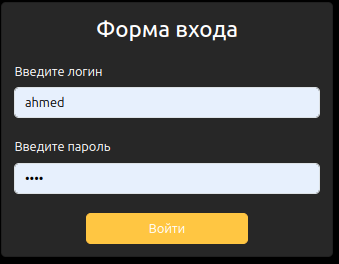 Форма входа
Введите логин
ahmed
Введите пароль
••••
Войти